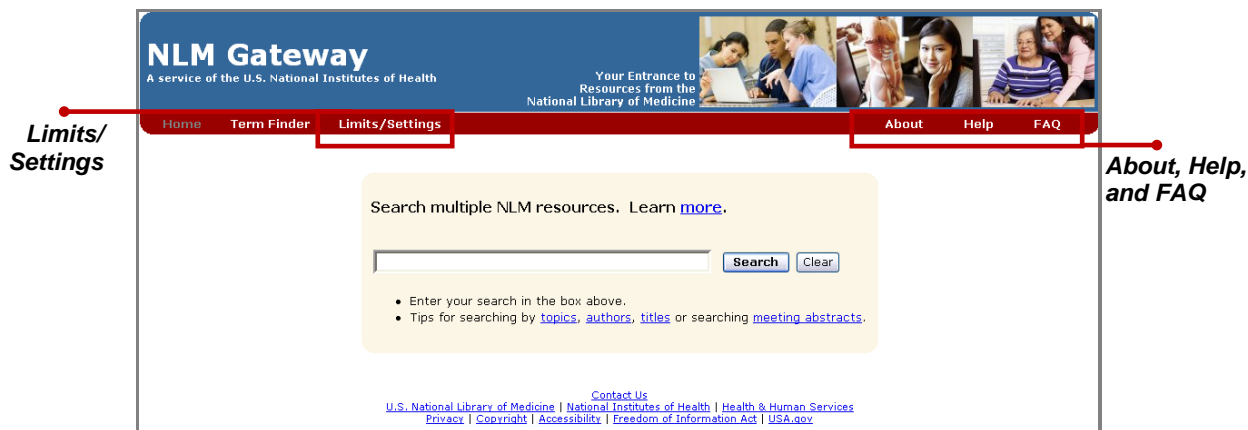 NLM Gateway
A service of the U.S. National Institutes of Health
Your Entrance to
Resources from the
National Library of Medicine
Home Term Finder Limits/Settings About Help FAQ
Limits/
Settings
About, Help,
and FAQ
Search multiple NLM resources. Learn more.
Search Clear
• Enter your search in the box above.
• Tips for searching by topics, authors, titles or searching meeting abstracts.
Contact Us
U.S. National Library of Medicine | National Institutes of Health | Health & Human Services
Privacy | Copyright | Accessibility | Freedom of Information Act | USA.gov